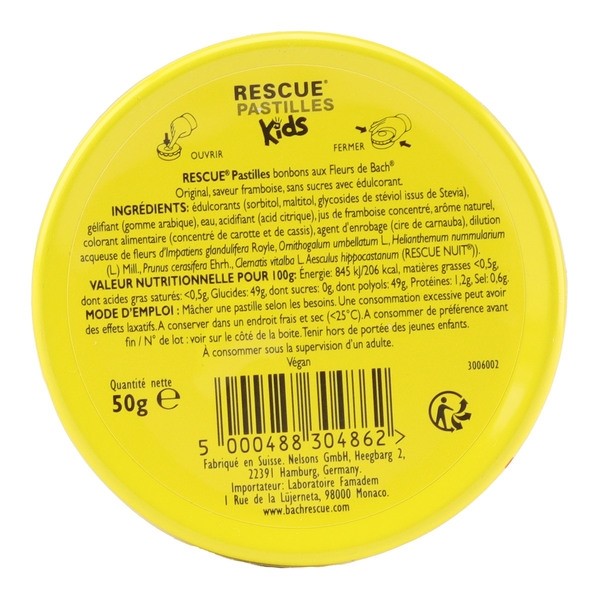 RESCUE®
PASTILLES
Kids
OUVRIR
FERMER
RESCUE® Pastilles bonbons aux Fleurs de Bach®
Original, saveur framboise, sans sucres avec édulcorant.
INGRÉDIENTS: édulcorants (sorbitol, maltitol, glycosides de stéviol issus de Stevia),
gélifiant (gomme arabique), eau, acidifiant (acid citrique), jus de framboise concentré, arôme naturel,
colorant alimentaire (concentré de carotte et de cassis), agent d'enrobage (cire de carnauba), dilution
acqueuse de fleurs d'Impatiens glandulifera Royle, Ornithogalum umbellatum L., Helianthemum nummularium
(L.) Mill., Prunus cerasifera Ehrh., Clematis vitalba L. Aesculus hippocastanum (RESCUE NUIT®)).
VALEUR NUTRITIONNELLE POUR 100g: Énergie: 845 kJ/206 kcal, matières grasses <0,5g,
dont acides gras saturés: <0,5g, Glucides: 49g, dont sucres: 0g, dont polyols: 49g, Protéines: 1,2g, Sel: 0,6g.
MODE D'EMPLOI : Mâcher une pastille selon les besoins. Une consommation excessive peut avoir
des effets laxatifs. A conserver dans un endroit frais et sec (<25°C). A consommer de préférence avant
fin / N° de lot : voir sur le côté de la boite. Tenir hors de portée des jeunes enfants.
À consommer sous la supervision d'un adulte.
Végan
3006002
Quantité nette
50g ℮
5 000488 304862 >
Fabriqué en Suisse. Nelsons GmbH, Heegbarg 2,
22391 Hamburg, Germany.
Importateur: Laboratoire Famadem
1 Rue de la Lüjerneta, 98000 Monaco.
www.bachrescue.com